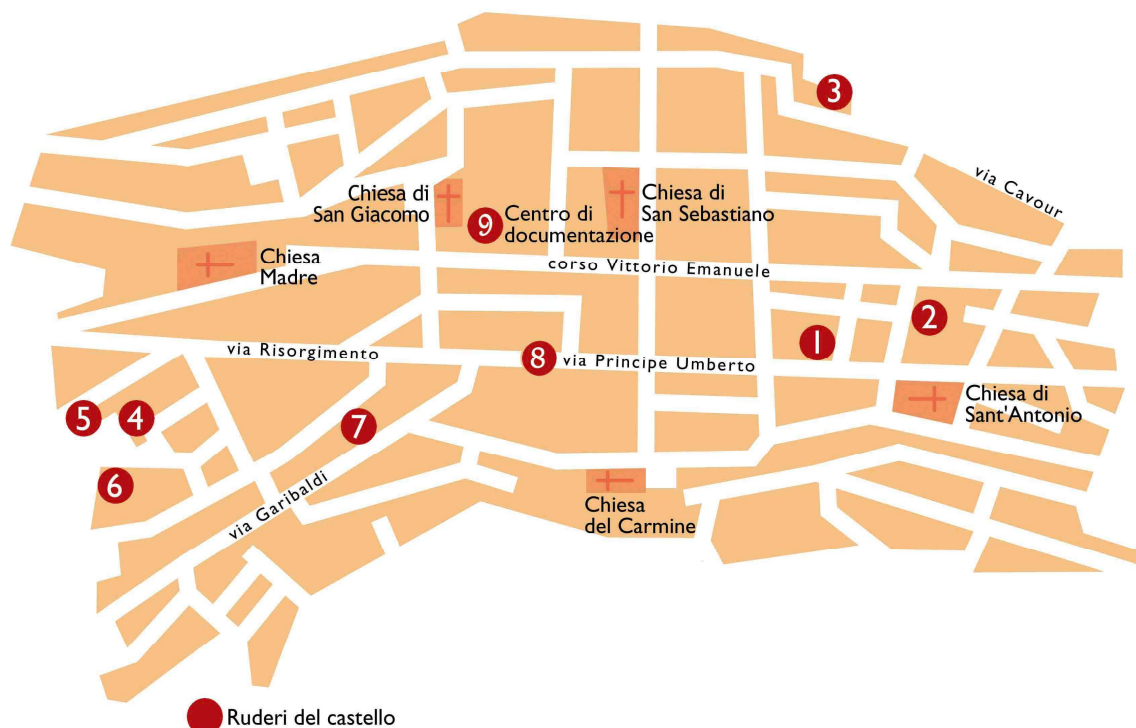 3
via Cavour
Chiesa di
San Giacomo
9
Centro di
documentazione
Chiesa di
San Sebastiano
Chiesa
Madre
corso Vittorio Emanuele
2
1
via Risorgimento
8
via Principe Umberto
Chiesa di
Sant'Antonio
5
4
7
6
via Garibaldi
Chiesa
del Carmine
Ruderi del castello